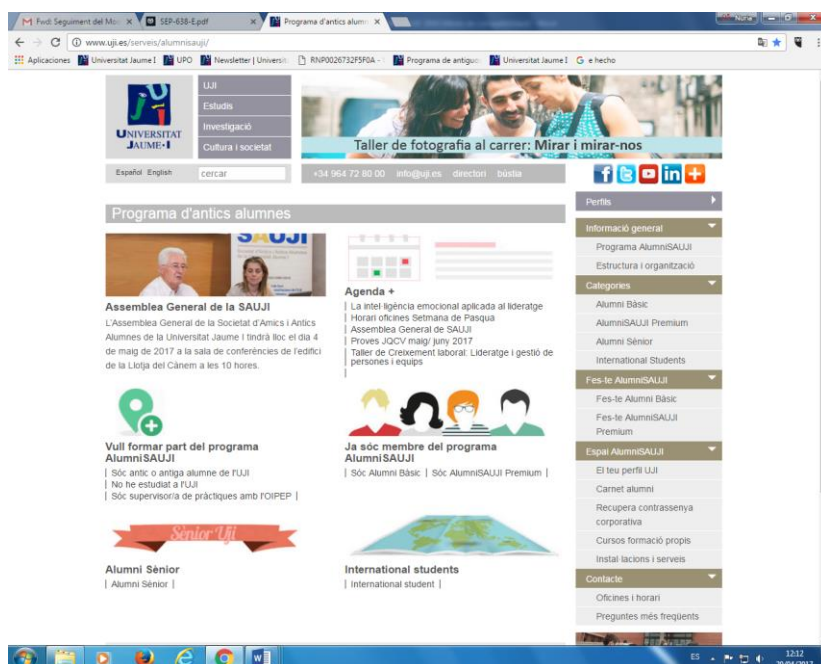 Fwd: Seguiment del Mo
SEP-638-E.pdf
Programa d'antics alumn
Nuria
www.uji.es/serveis/alumnisauji/
Aplicaciones
Universitat Jaume I
UPO
Newsletter | Universit
RNP0026732F5F0A -
Programa de antiguo
Universitat Jaume I
e hecho
UNIVERSITAT
JAUME·I
UJI
Estudis
Investigació
Cultura i societat
Taller de fotografia al carrer: Mirar i mirar-nos
Español English
cercar
+34 964 72 80 00 info@uji.es directori bústia
Programa d'antics alumnes
SAUJI
Assemblea General de la SAUJI
L'Assemblea General de la Societat d'Amics i Antics
Alumnes de la Universitat Jaume I tindrà lloc el dia 4
de maig de 2017 a la sala de conferències de l'edifici
de la Llotja del Cànem a les 10 hores.
Agenda +
| La intel·ligència emocional aplicada al lideratge
| Horari oficines Setmana de Pasqua
| Assemblea General de SAUJI
| Proves JQCV maig/ juny 2017
| Taller de Creixement laboral: Lideratge i gestió de
persones i equips
|
Vull formar part del programa
AlumniSAUJI
| Sóc antic o antiga alumne de l'UJI
| No he estudiat a l'UJI
| Sóc supervisor/a de pràctiques amb l'OIPEP |
Ja sóc membre del programa
AlumniSAUJI
| Sóc Alumni Bàsic | Sóc AlumniSAUJI Premium |
Sènior Uji
Alumni Sènior
| Alumni Sènior |
International students
| International student |
Perfils
Informació general
Programa AlumniSAUJI
Estructura i organització
Categories
Alumni Bàsic
AlumniSAUJI Premium
Alumni Sènior
International Students
Fes-te AlumniSAUJI
Fes-te Alumni Bàsic
Fes-te AlumniSAUJI
Premium
Espai AlumniSAUJI
El teu perfil UJI
Carnet alumni
Recupera contrassenya
corporativa
Cursos formació propis
Instal·lacions i serveis
Contacte
Oficines i horari
Preguntes més freqüents
ES
12:12
20/04/2017